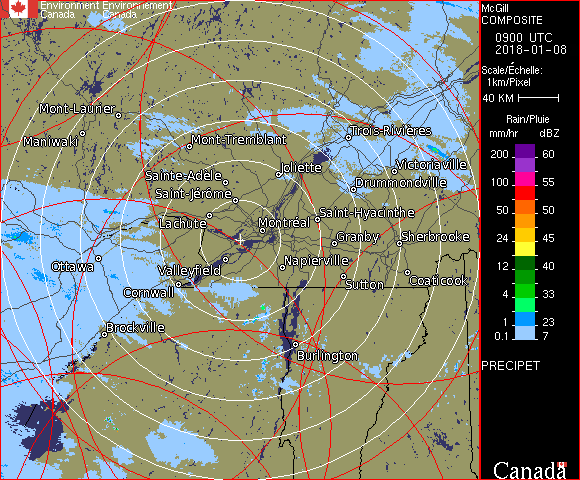 Environment Environnement
Canada Canada
McGill
COMPOSITE
0900 UTC
2018-01-08
Scale/Échelle:
1km/Pixel
40 KM
Rain/Pluie
mm/hr dBZ
200 60
150 57
100 55
50 50
24 45
12 40
4 33
1 23
0.1 7
PRECIPET
Canada
Mont-Laurier
Maniwaki
Mont-Tremblant
Trois-Rivières
Sainte-Adèle
Joliette
Victoriaville
Saint-Jérôme
Drummondville
Lachute
Montréal
Saint-Hyacinthe
Granby
Sherbrooke
Ottawa
Valleyfield
Napierville
Cornwall
Sutton
Coaticook
Brockville
Burlington